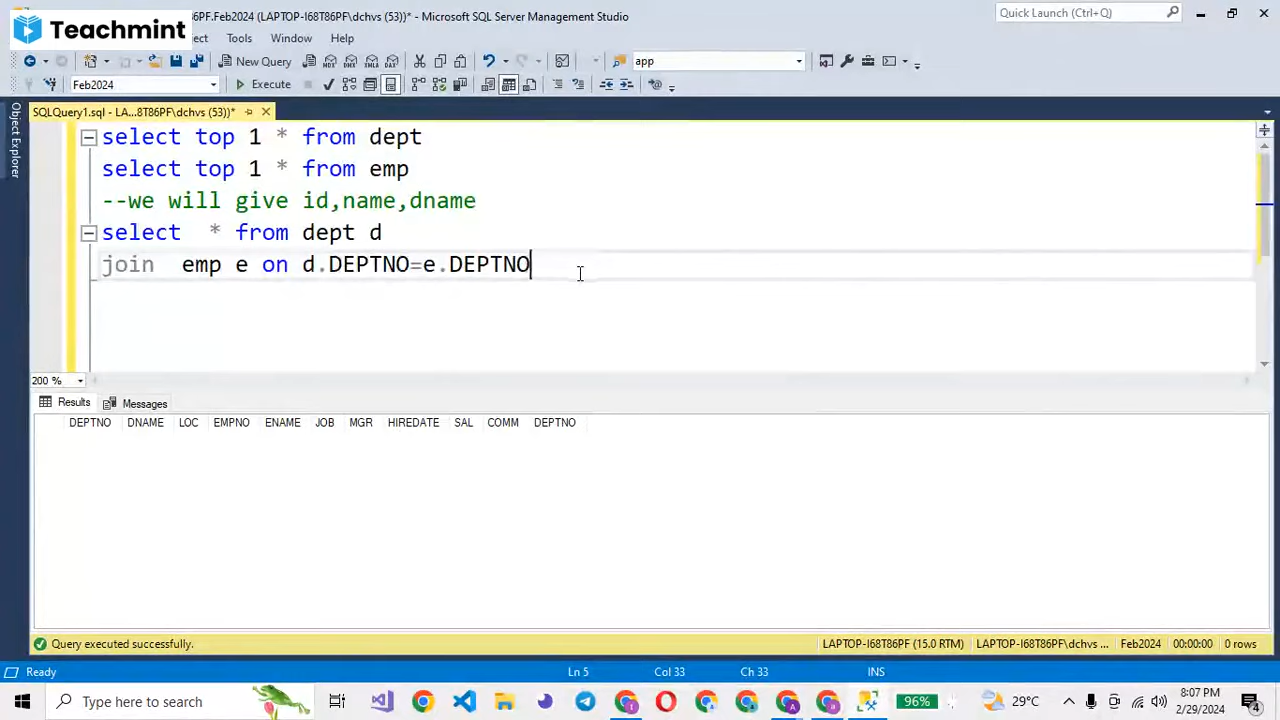 PF.Feb2024 (LAPTOP-I68T86PF\dchvs (53))* - Microsoft SQL Server Management Studio
Quick Launch (Ctrl+Q)
Teachmint
Tools Window Help
New Query
app
Feb2024
Execute
SQLQuery1.sql - LA...8T86PF\dchvs (53))*
Object Explorer
select top 1 * from dept
select top 1 * from emp
--we will give id,name,dname
select * from dept d
join emp e on d.DEPTNO=e.DEPTNO
200 %
Results Messages
DEPTNO DNAME LOC EMPNO ENAME JOB MGR HIREDATE SAL COMM DEPTNO
Query executed successfully.
LAPTOP-I68T86PF (15.0 RTM) LAPTOP-I68T86PF\dchvs ... Feb2024 00:00:00 0 rows
Ready Ln 5 Col 33 Ch 33 INS
Type here to search
96%
29°C
8:07 PM
2/29/2024
4